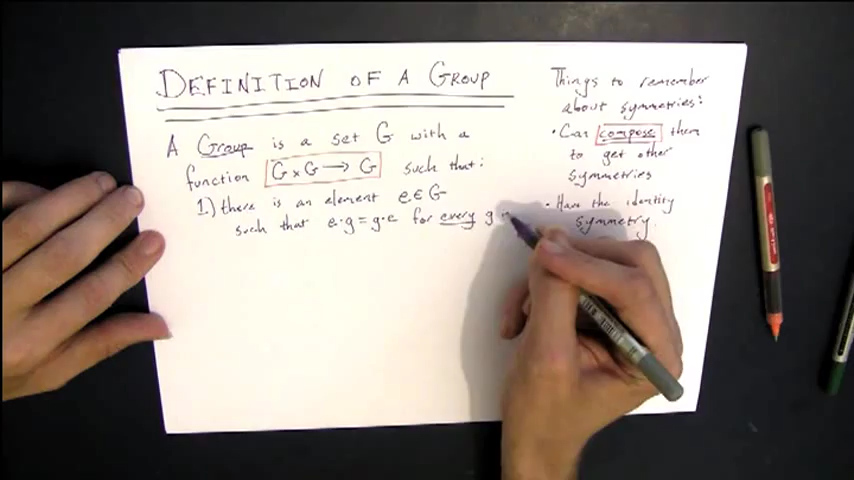 DEFINITION OF A GROUP
A Group is a set G with a
function G × G → G such that:
1.) there is an element e ∈ G
such that e·g = g·e for every g
Things to remember
about symmetries:
• Can compose them
to get other
symmetries
• Have the identity
symmetry.